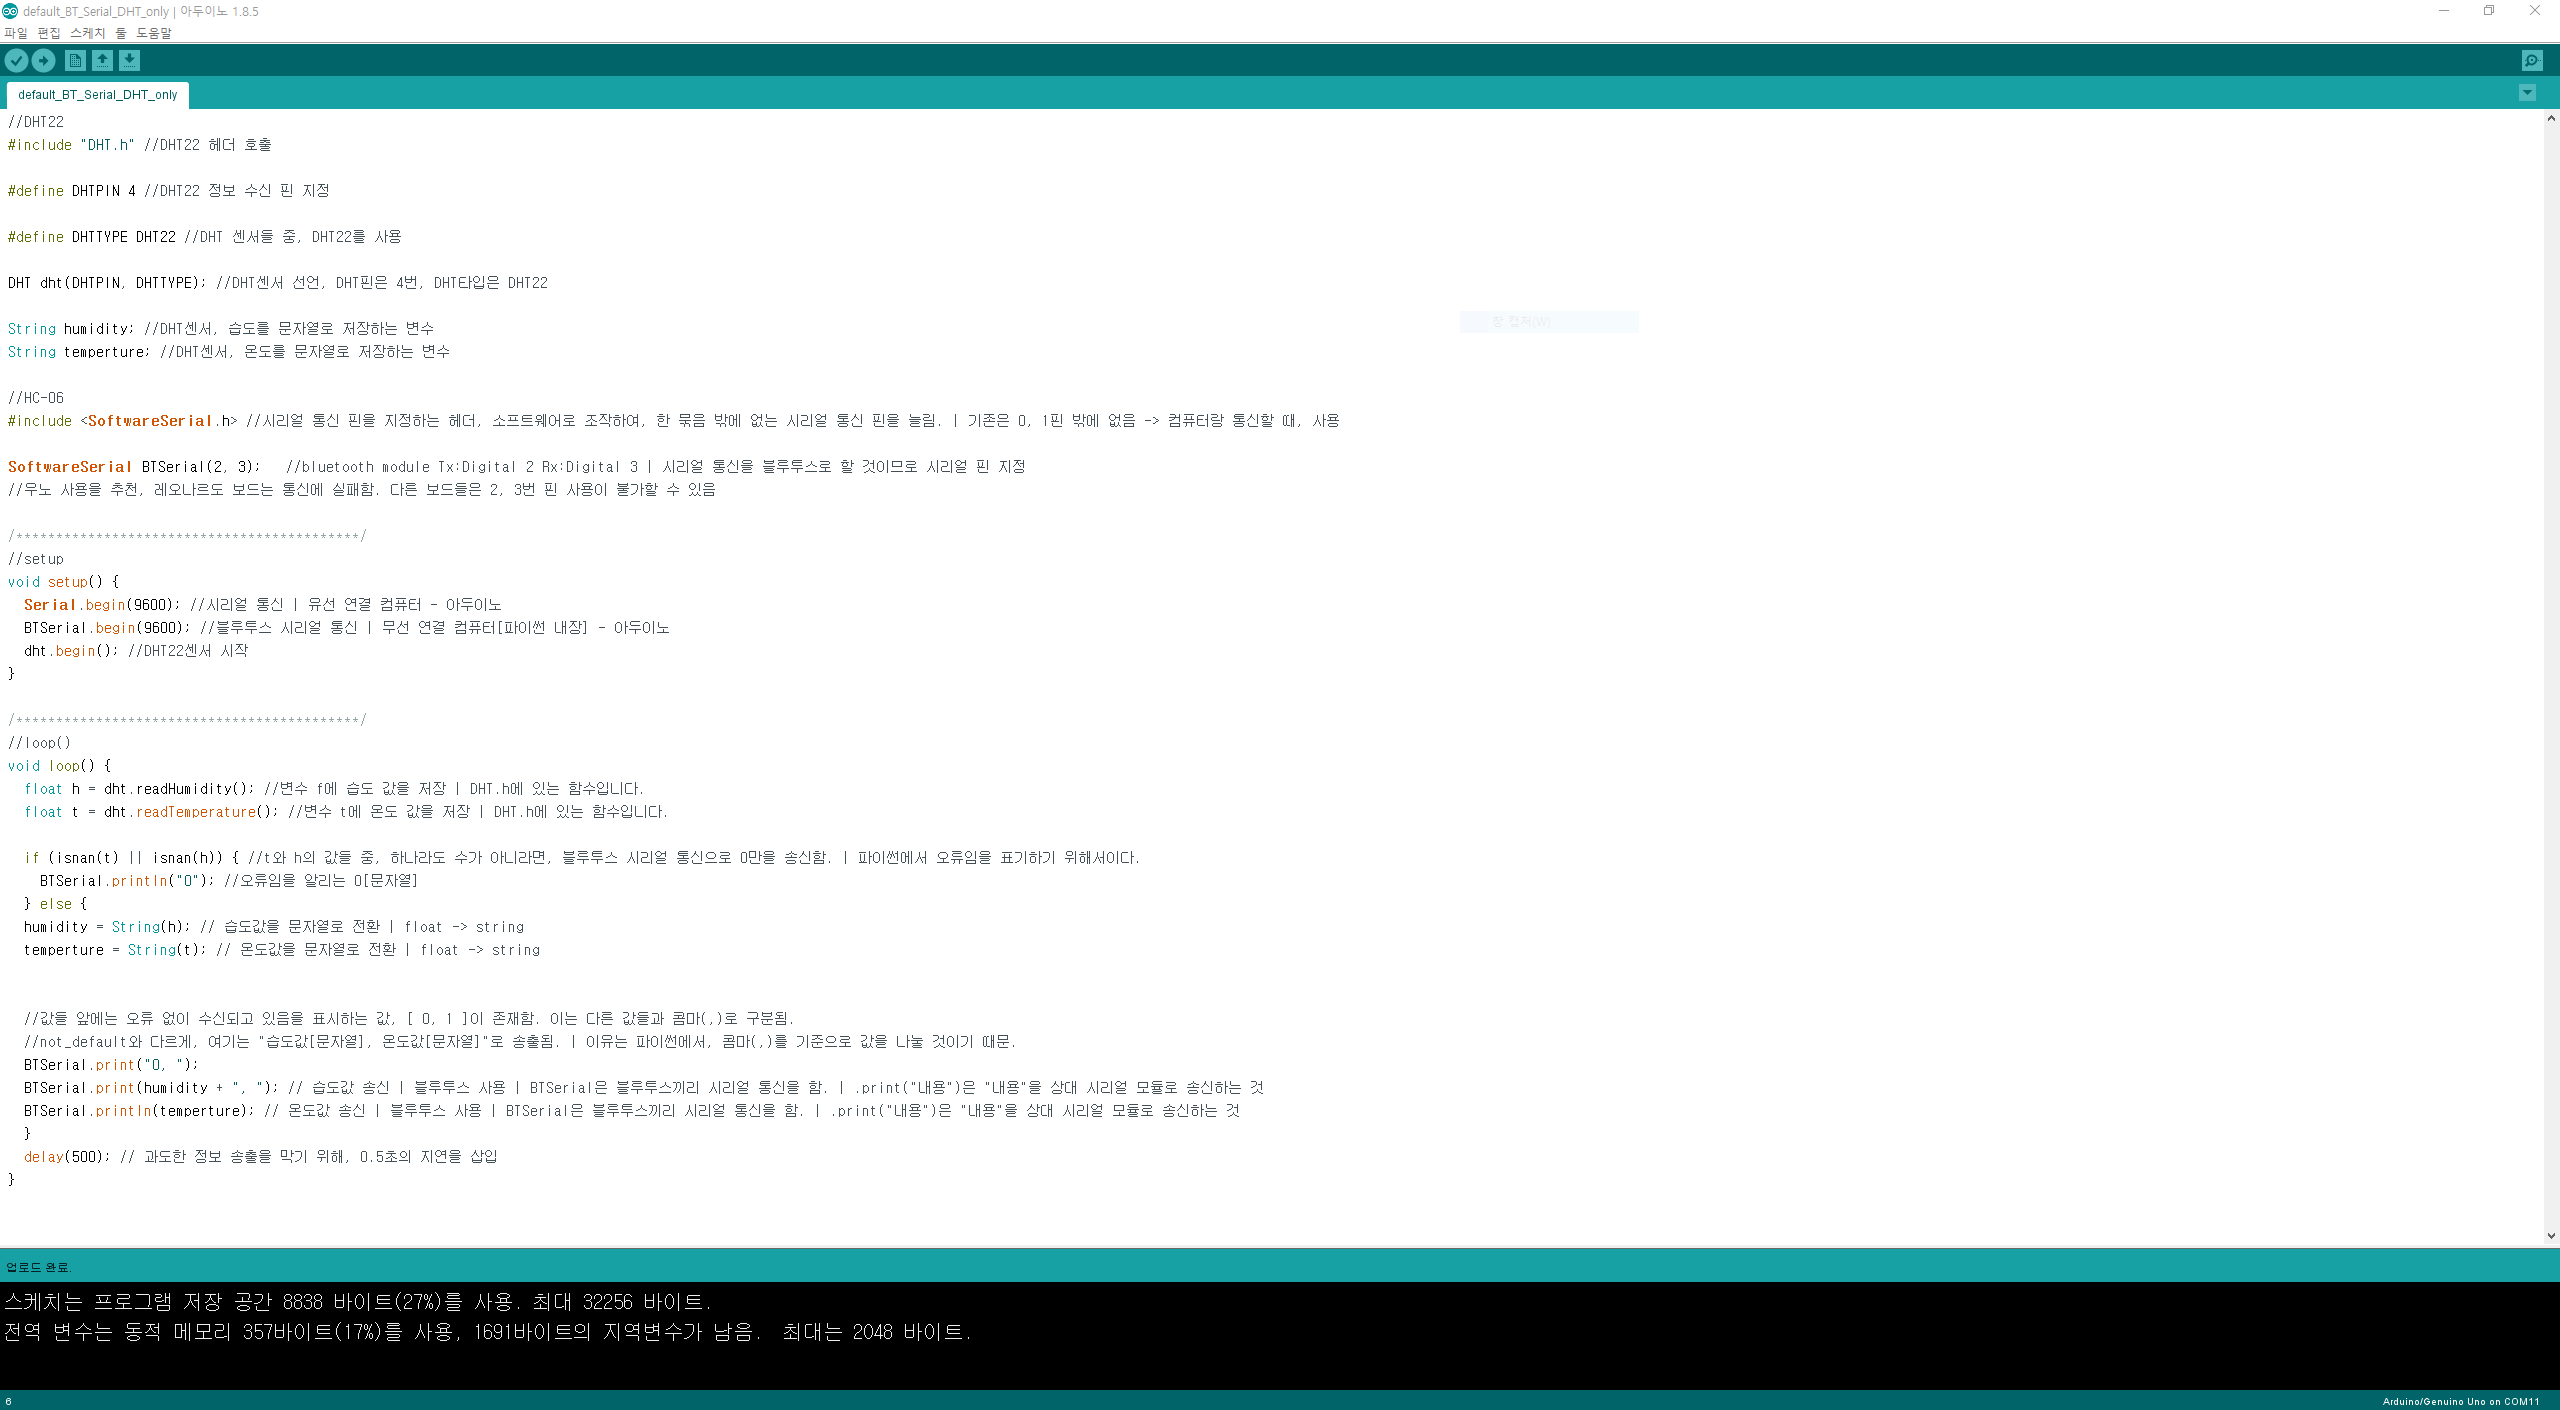 default_BT_Serial_DHT_only | 아두이노 1.8.5
파일 편집 스케치 툴 도움말
default_BT_Serial_DHT_only
//DHT22
#include "DHT.h" //DHT22 헤더 호출
#define DHTPIN 4 //DHT22 정보 수신 핀 지정
#define DHTTYPE DHT22 //DHT 센서들 중, DHT22를 사용
DHT dht(DHTPIN, DHTTYPE); //DHT센서 선언, DHT핀은 4번, DHT타입은 DHT22
String humidity; //DHT센서, 습도를 문자열로 저장하는 변수
String temperture; //DHT센서, 온도를 문자열로 저장하는 변수
창 캡처(W)
//HC-06
#include <SoftwareSerial.h> //시리얼 통신 핀을 지정하는 헤더, 소프트웨어로 조작하여, 한 묶음 밖에 없는 시리얼 통신 핀을 늘림. | 기존은 0, 1핀 밖에 없음 -> 컴퓨터랑 통신할 때, 사용
SoftwareSerial BTSerial(2, 3);   //bluetooth module Tx:Digital 2 Rx:Digital 3 | 시리얼 통신을 블루투스로 할 것이므로 시리얼 핀 지정
//우노 사용을 추천, 레오나르도 보드는 통신에 실패함. 다른 보드들은 2, 3번 핀 사용이 불가할 수 있음
/*******************************************/
//setup
void setup() {
Serial.begin(9600); //시리얼 통신 | 유선 연결 컴퓨터 - 아두이노
BTSerial.begin(9600); //블루투스 시리얼 통신 | 무선 연결 컴퓨터[파이썬 내장] - 아두이노
dht.begin(); //DHT22센서 시작
}
/*******************************************/
//loop()
void loop() {
float h = dht.readHumidity(); //변수 f에 습도 값을 저장 | DHT.h에 있는 함수입니다.
float t = dht.readTemperature(); //변수 t에 온도 값을 저장 | DHT.h에 있는 함수입니다.
if (isnan(t) || isnan(h)) { //t와 h의 값들 중, 하나라도 수가 아니라면, 블루투스 시리얼 통신으로 0만을 송신함. | 파이썬에서 오류임을 표기하기 위해서이다.
BTSerial.println("0"); //오류임을 알리는 0[문자열]
} else {
humidity = String(h); // 습도값을 문자열로 전환 | float -> string
temperture = String(t); // 온도값을 문자열로 전환 | float -> string
//값들 앞에는 오류 없이 수신되고 있음을 표시하는 값, [ 0, 1 ]이 존재함. 이는 다른 값들과 콤마(,)로 구분됨.
//not_default와 다르게, 여기는 "습도값[문자열], 온도값[문자열]"로 송출됨. | 이유는 파이썬에서, 콤마(,)를 기준으로 값을 나눌 것이기 때문.
BTSerial.print("0, ");
BTSerial.print(humidity + ", "); // 습도값 송신 | 블루투스 사용 | BTSerial은 블루투스끼리 시리얼 통신을 함. | .print("내용")은 "내용"을 상대 시리얼 모듈로 송신하는 것
BTSerial.println(temperture); // 온도값 송신 | 블루투스 사용 | BTSerial은 블루투스끼리 시리얼 통신을 함. | .print("내용")은 "내용"을 상대 시리얼 모듈로 송신하는 것
}
delay(500); // 과도한 정보 송출을 막기 위해, 0.5초의 지연을 삽입
}
업로드 완료.
스케치는 프로그램 저장 공간 8838 바이트(27%)를 사용. 최대 32256 바이트.
전역 변수는 동적 메모리 357바이트(17%)를 사용, 1691바이트의 지역변수가 남음.  최대는 2048 바이트.
6
Arduino/Genuino Uno on COM11